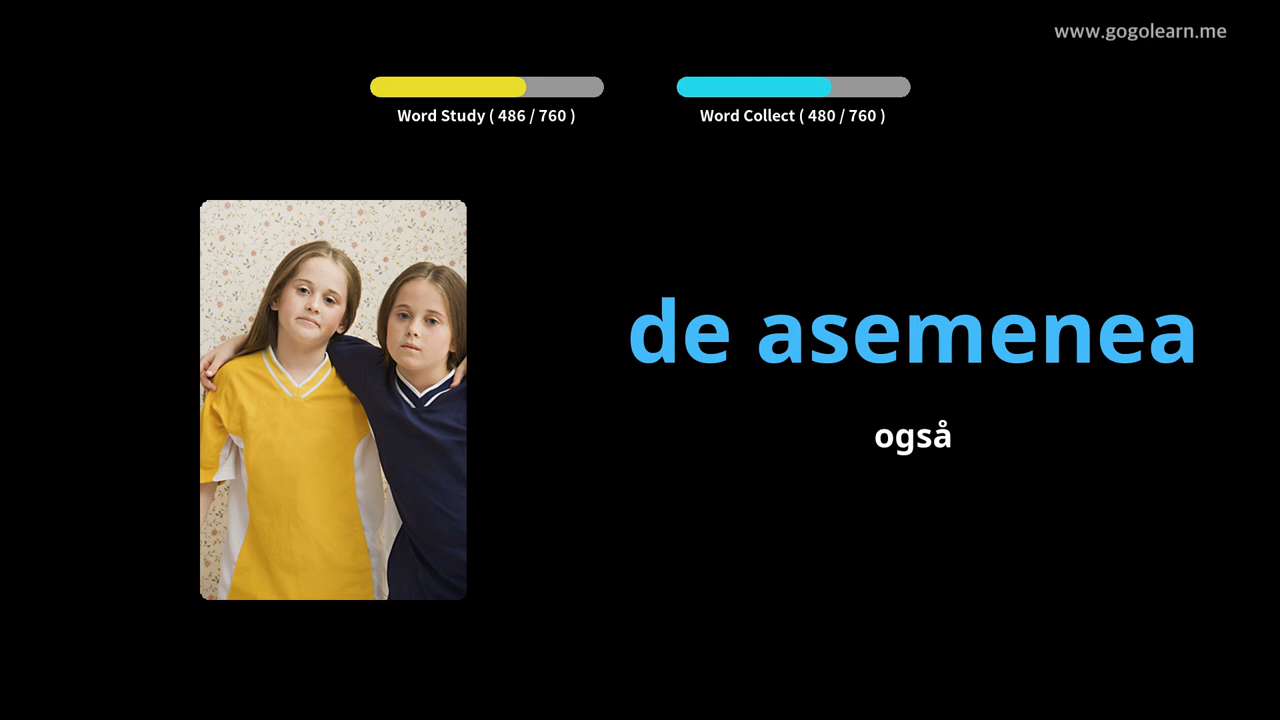 www.gogolearn.me
Word Study ( 486 / 760 )
Word Collect ( 480 / 760 )
de asemenea
også